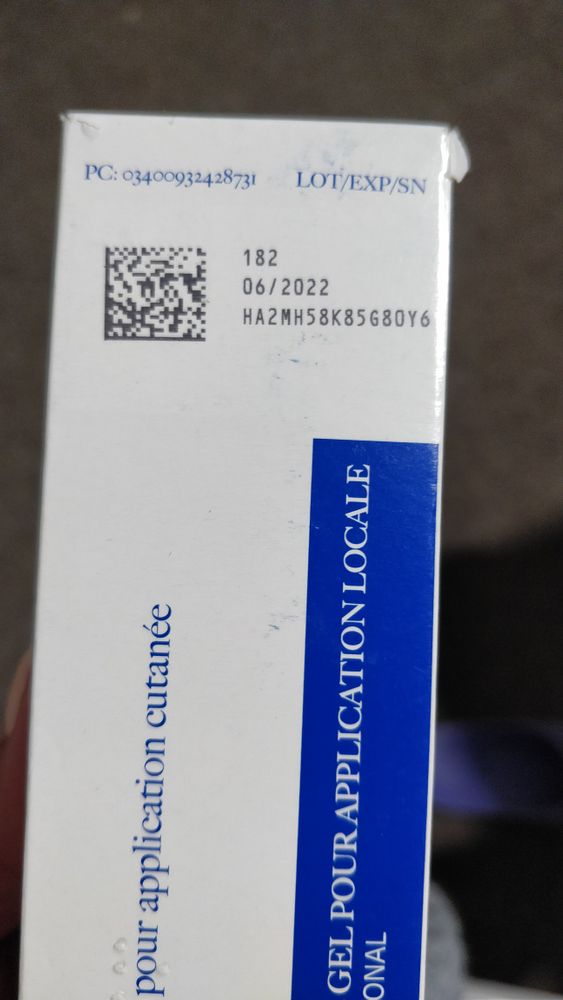 PC: 03400932428731
LOT/EXP/SN
182
06/2022
HA2MH58K85G80Y6
pour application cutanée
GEL POUR APPLICATION LOCALE
ONAL